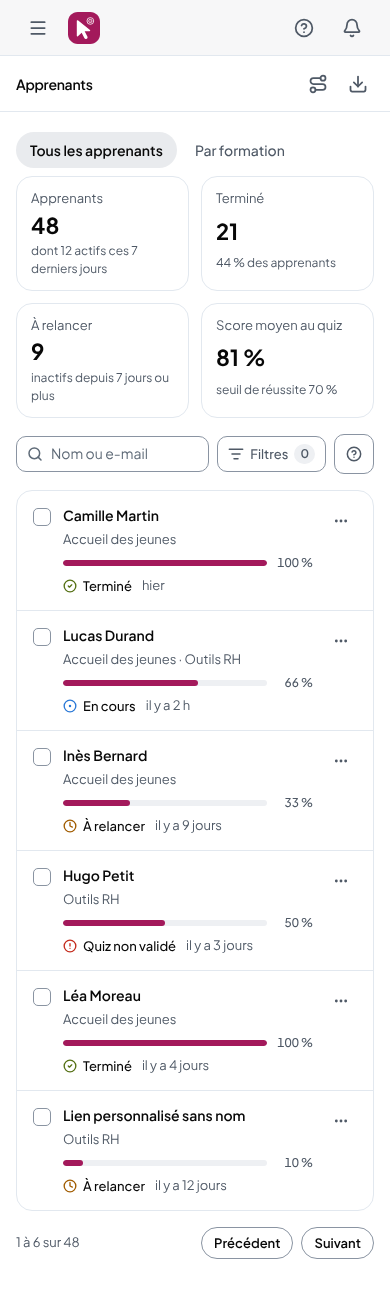 Apprenants
Tous les apprenants
Par formation
Apprenants
48
dont 12 actifs ces 7
derniers jours
Terminé
21
44 % des apprenants
À relancer
9
inactifs depuis 7 jours ou
plus
Score moyen au quiz
81 %
seuil de réussite 70 %
Nom ou e-mail
Filtres 0
Camille Martin
Accueil des jeunes
100 %
Terminé hier
Lucas Durand
Accueil des jeunes · Outils RH
66 %
En cours il y a 2 h
Inès Bernard
Accueil des jeunes
33 %
À relancer il y a 9 jours
Hugo Petit
Outils RH
50 %
Quiz non validé il y a 3 jours
Léa Moreau
Accueil des jeunes
100 %
Terminé il y a 4 jours
Lien personnalisé sans nom
Outils RH
10 %
À relancer il y a 12 jours
1 à 6 sur 48
Précédent
Suivant